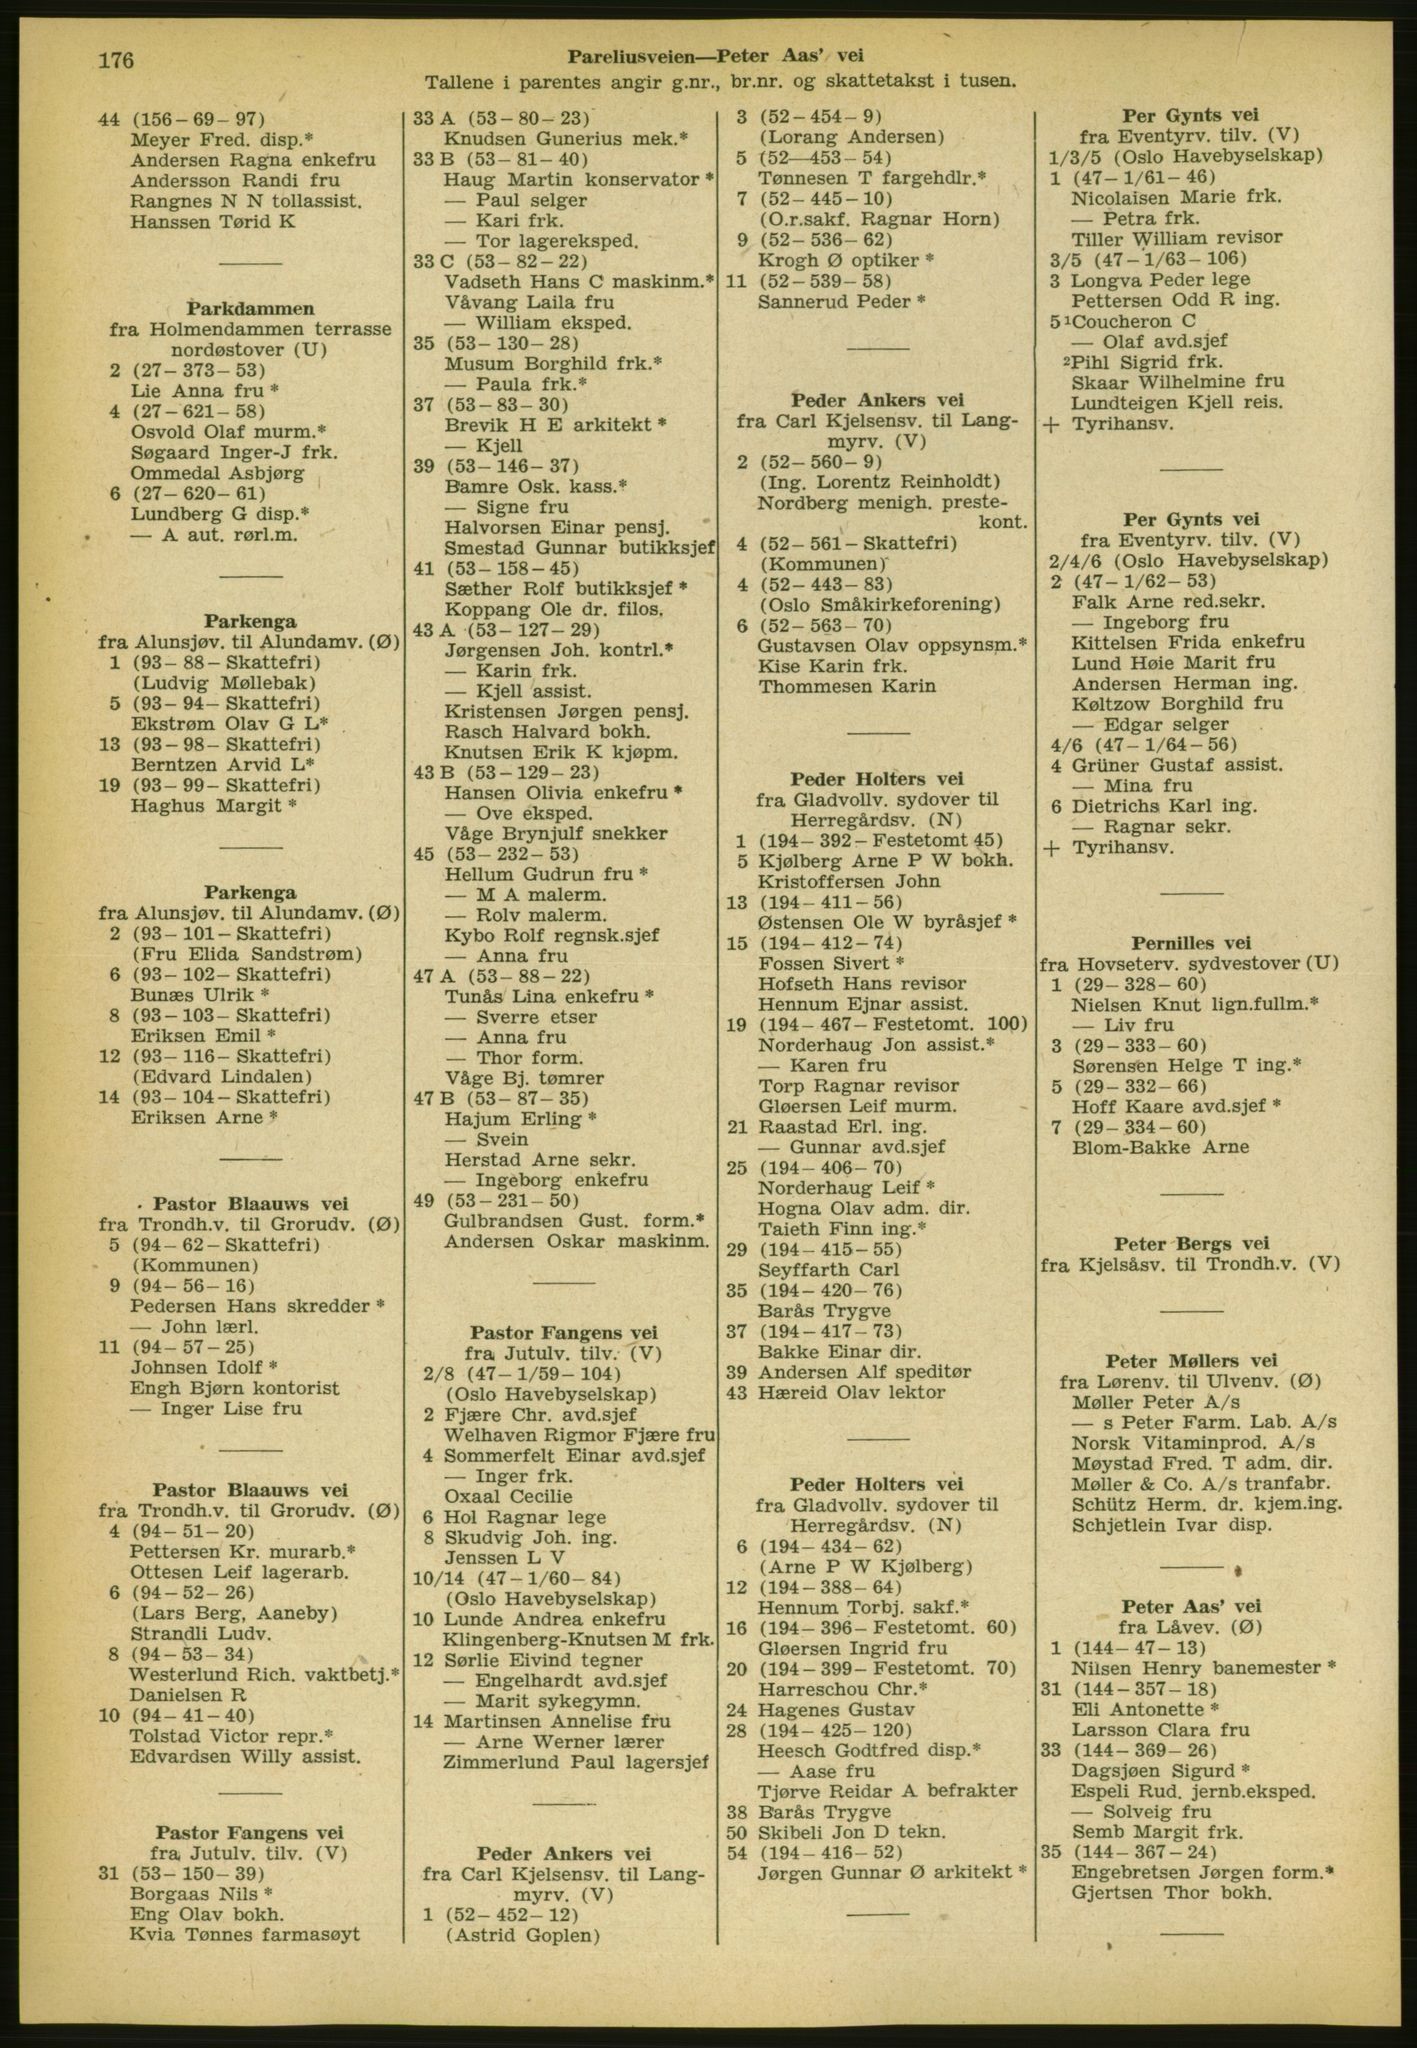 176
Pareliusveien—Peter Aas' vei
Tallene i parentes angir g.nr., br.nr. og skattetakst i tusen.
44 (156-69-97)
Meyer Fred. disp.*
Andersen Ragna enkefru
Andersson Randi fru
Rangnes N N tollassist.
Hanssen Tørid K
Parkdammen
fra Holmendammen terrasse
nordøstover (U)
2 (27-373-53)
Lie Anna fru *
4 (27-621-58)
Osvold Olaf murm.*
Søgaard Inger-J frk.
Ommedal Asbjørg
6 (27-620-61)
Lundberg G disp.*
— A aut. rørl.m.
Parkenga
fra Alunsjøv. til Alundamv. (Ø)
1 (93-88-Skattefri)
(Ludvig Møllebak)
5 (93-94-Skattefri)
Ekstrøm Olav G L*
13 (93-98-Skattefri)
Berntzen Arvid L*
19 (93-99-Skattefri)
Haghus Margit *
Parkenga
fra Alunsjøv. til Alundamv. (Ø)
2 (93-101-Skattefri)
(Fru Elida Sandstrøm)
6 (93-102-Skattefri)
Bunæs Ulrik *
8 (93-103-Skattefri)
Eriksen Emil *
12 (93-116-Skattefri)
(Edvard Lindalen)
14 (93-104-Skattefri)
Eriksen Arne *
Pastor Blaauws vei
fra Trondh.v. til Grorudv. (Ø)
5 (94-62-Skattefri)
(Kommunen)
9 (94-56-16)
Pedersen Hans skredder *
— John lærl.
11 (94-57-25)
Johnsen Idolf *
Engh Bjørn kontorist
— Inger Lise fru
Pastor Blaauws vei
fra Trondh.v. til Grorudv. (Ø)
4 (94-51-20)
Pettersen Kr. murarb.*
Ottesen Leif lagerarb.
6 (94-52-26)
(Lars Berg, Aaneby)
Strandli Ludv.
8 (94-53-34)
Westerlund Rich. vaktbetj.*
Danielsen R
10 (94-41-40)
Tolstad Victor repr.*
Edvardsen Willy assist.
Pastor Fangens vei
fra Jutulv. tilv. (V)
31 (53-150-39)
Borgaas Nils *
Eng Olav bokh.
Kvia Tønnes farmasøyt
33 A (53-80-23)
Knudsen Gunerius mek.*
33 B (53-81-40)
Haug Martin konservator *
— Paul selger
— Kari frk.
— Tor lagereksped.
33 C (53-82-22)
Vadseth Hans C maskinm.*
Våvang Laila fru
— William eksped.
35 (53-130-28)
Musum Borghild frk.*
— Paula frk.*
37 (53-83-30)
Brevik H E arkitekt *
— Kjell
39 (53-146-37)
Bamre Osk. kass.*
— Signe fru
Halvorsen Einar pensj.
Smestad Gunnar butikksjef
41 (53-158-45)
Sæther Rolf butikksjef *
Koppang Ole dr. filos.
43 A (53-127-29)
Jørgensen Joh. kontrl.*
— Karin frk.
— Kjell assist.
Kristensen Jørgen pensj.
Rasch Halvard bokh.
Knutsen Erik K kjøpm.
43 B (53-129-23)
Hansen Olivia enkefru *
— Ove eksped.
Våge Brynjulf snekker
45 (53-232-53)
Hellum Gudrun fru *
— M A malerm.
— Rolv malerm.
Kybo Rolf regnsk.sjef
— Anna fru
47 A (53-88-22)
Tunås Lina enkefru *
— Sverre etser
— Anna fru
— Thor form.
Våge Bj. tømrer
47 B (53-87-35)
Hajum Erling *
— Svein
Herstad Arne sekr.
— Ingeborg enkefru
49 (53-231-50)
Gulbrandsen Gust. form.*
Andersen Oskar maskinm.
Pastor Fangens vei
fra Jutulv. tilv. (V)
2/8 (47-1/59-104)
(Oslo Havebyselskap)
2 Fjære Chr. avd.sjef
Welhaven Rigmor Fjære fru
4 Sommerfelt Einar avd.sjef
— Inger frk.
Oxaal Cecilie
6 Hol Ragnar lege
8 Skudvig Joh. ing.
Jenssen L V
10/14 (47-1/60-84)
(Oslo Havebyselskap)
10 Lunde Andrea enkefru
Klingenberg-Knutsen M frk.
12 Sørlie Eivind tegner
— Engelhardt avd.sjef
— Marit sykegymn.
14 Martinsen Annelise fru
— Arne Werner lærer
Zimmerlund Paul lagersjef
Peder Ankers vei
fra Carl Kjelsensv. til Lang-
myrv. (V)
1 (52-452-12)
(Astrid Goplen)
3 (52-454-9)
(Lorang Andersen)
5 (52—453-54)
Tønnesen T fargehdlr.*
7 (52-445-10)
(O.r.sakf. Ragnar Horn)
9 (52-536-62)
Krogh Ø optiker *
11 (52-539-58)
Sannerud Peder *
Peder Ankers vei
fra Carl Kjelsensv. til Lang-
myrv. (V)
2 (52-560-9)
(Ing. Lorentz Reinholdt)
Nordberg menigh. preste-
kont.
4 (52-561-Skattefri)
(Kommunen)
4 (52-443-83)
(Oslo Småkirkeforening)
6 (52-563-70)
Gustavsen Olav oppsynsm.*
Kise Karin frk.
Thommesen Karin
Peder Holters vei
fra Gladvollv. sydover til
Herregårdsv. (N)
1 (194-392-Festetomt 45)
5 Kjølberg Arne P W bokh.
Kristoffersen John
13 (194-411-56)
Østensen Ole W byråsjef *
15 (194-412-74)
Fossen Sivert *
Hofseth Hans revisor
Hennum Ejnar assist.
19 (194-467-Festetomt. 100)
Norderhaug Jon assist.*
— Karen fru
Torp Ragnar revisor
Gløersen Leif murm.
21 Raastad Erl. ing.
— Gunnar avd.sjef
25 (194-406-70)
Norderhaug Leif *
Hogna Olav adm. dir.
Taieth Finn ing.*
29 (194-415-55)
Seyffarth Carl
35 (194-420-76)
Barås Trygve
37 (194-417-73)
Bakke Einar dir.
39 Andersen Alf speditør
43 Hæreid Olav lektor
Peder Holters vei
fra Gladvollv. sydover til
Herregårdsv. (N)
6 (194-434-62)
(Arne P W Kjølberg)
12 (194-388-64)
Hennum Torbj. sakf.*
16 (194-396-Festetomt. 60)
Gløersen Ingrid fru
20 (194-399-Festetomt. 70)
Harreschou Chr.*
24 Hagenes Gustav
28 (194-425-120)
Heesch Godtfred disp.*
— Aase fru
Tjørve Reidar A befrakter
38 Barås Trygve
50 Skibeli Jon D tekn.
54 (194-416-52)
Jørgen Gunnar Ø arkitekt *
Per Gynts vei
fra Eventyrv. tilv. (V)
1/3/5 (Oslo Havebyselskap)
1 (47-1/61-46)
Nicolaisen Marie frk.
— Petra frk.
Tiller William revisor
3/5 (47-1/63-106)
3 Longva Peder lege
Pettersen Odd R ing.
5 ¹Coucheron C
— Olaf avd.sjef
²Pihl Sigrid frk.
Skaar Wilhelmine fru
Lundteigen Kjell reis.
+ Tyrihansv.
Per Gynts vei
fra Eventyrv. tilv. (V)
2/4/6 (Oslo Havebyselskap)
2 (47-1/62-53)
Falk Arne red.sekr.
— Ingeborg fru
Kittelsen Frida enkefru
Lund Høie Marit fru
Andersen Herman ing.
Køltzow Borghild fru
— Edgar selger
4/6 (47-1/64-56)
4 Grüner Gustaf assist.
— Mina fru
6 Dietrichs Karl ing.
— Ragnar sekr.
+ Tyrihansv.
Pernilles vei
fra Hovseterv. sydvestover (U)
1 (29-328-60)
Nielsen Knut lign.fullm.*
— Liv fru
3 (29-333-60)
Sørensen Helge T ing.*
5 (29-332-66)
Hoff Kaare avd.sjef *
7 (29-334-60)
Blom-Bakke Arne
Peter Bergs vei
fra Kjelsåsv. til Trondh.v. (V)
Peter Møllers vei
fra Lørenv. til Ulvenv. (Ø)
Møller Peter A/s
— s Peter Farm. Lab. A/s
Norsk Vitaminprod. A/s
Møystad Fred. T adm. dir.
Møller & Co. A/s tranfabr.
Schütz Herm. dr. kjem.ing.
Schjetlein Ivar disp.
Peter Aas' vei
fra Låvev. (Ø)
1 (144-47-13)
Nilsen Henry banemester *
31 (144-357-18)
Eli Antonette *
Larsson Clara fru
33 (144-369-26)
Dagsjøen Sigurd *
Espeli Rud. jernb.eksped.
— Solveig fru
Semb Margit frk.
35 (144-367-24)
Engebretsen Jørgen form.*
Gjertsen Thor bokh.